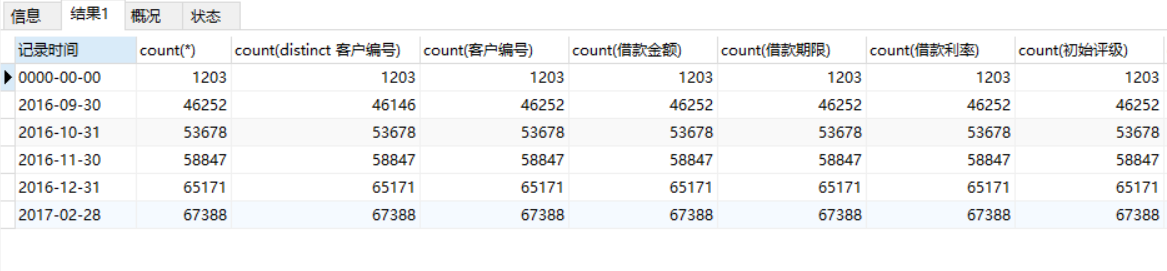 信息 结果1 概况 状态
记录时间 count(*) count(distinct 客户编号) count(客户编号) count(借款金额) count(借款期限) count(借款利率) count(初始评级)
0000-00-00 1203 1203 1203 1203 1203 1203 1203
2016-09-30 46252 46146 46252 46252 46252 46252 46252
2016-10-31 53678 53678 53678 53678 53678 53678 53678
2016-11-30 58847 58847 58847 58847 58847 58847 58847
2016-12-31 65171 65171 65171 65171 65171 65171 65171
2017-02-28 67388 67388 67388 67388 67388 67388 67388